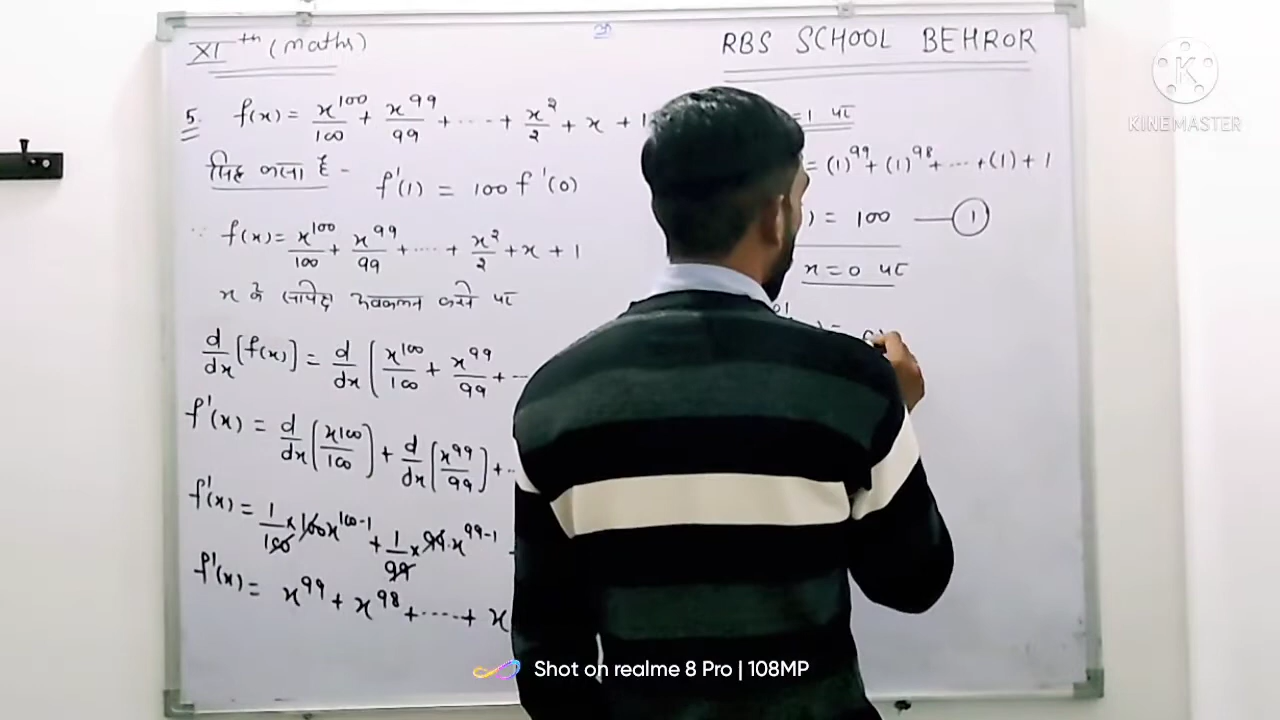 XI th (maths)
RBS SCHOOL BEHROR
5. f(x) = x^100/100 + x^99/99 + ---- + x^2/2 + x + 1
सिद्ध करना है - f'(1) = 100 f'(0)
∵ f(x) = x^100/100 + x^99/99 + ---- + x^2/2 + x + 1
x के सापेक्ष अवकलन करने पर
d/dx [f(x)] = d/dx [x^100/100 + x^99/99 + --
f'(x) = d/dx [x^100/100] + d/dx [x^99/99] + --
f'(x) = 1/100 × 100x^100-1 + 1/99 × 99.x^99-1
f'(x) = x^99 + x^98 + ----- + x
=1 पर
= (1)^99 + (1)^98 + --- + (1) + 1
) = 100 —— 1
x = 0 पर
KINEMASTER
Shot on realme 8 Pro | 108MP